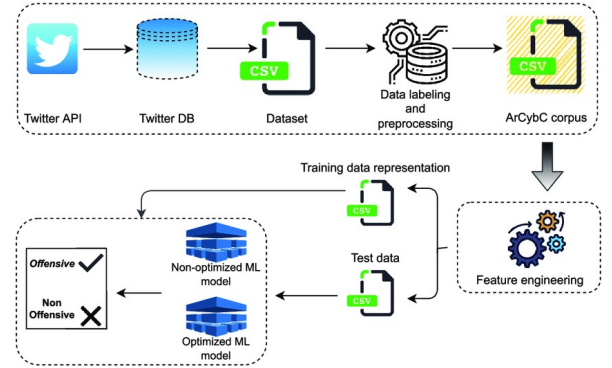 CSV
CSV
Twitter API
Twitter DB
Dataset
Data labeling
and
preprocessing
ArCybC corpus
Training data representation
CSV
Feature engineering
Test data
CSV
Non-optimized ML
model
Optimized ML
model
Offensive
Non
Offensive